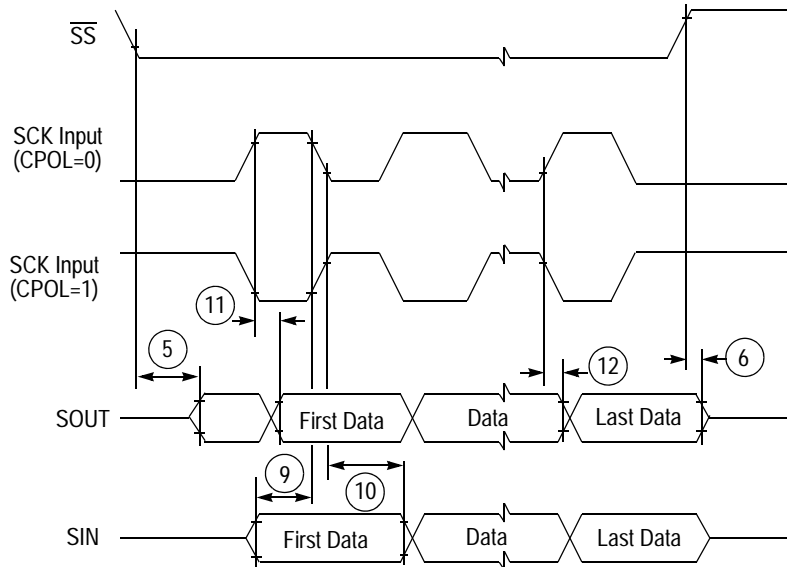 SS
SCK Input
(CPOL=0)
SCK Input
(CPOL=1)
11
5
12
6
SOUT
First Data
Data
Last Data
9
10
SIN
First Data
Data
Last Data